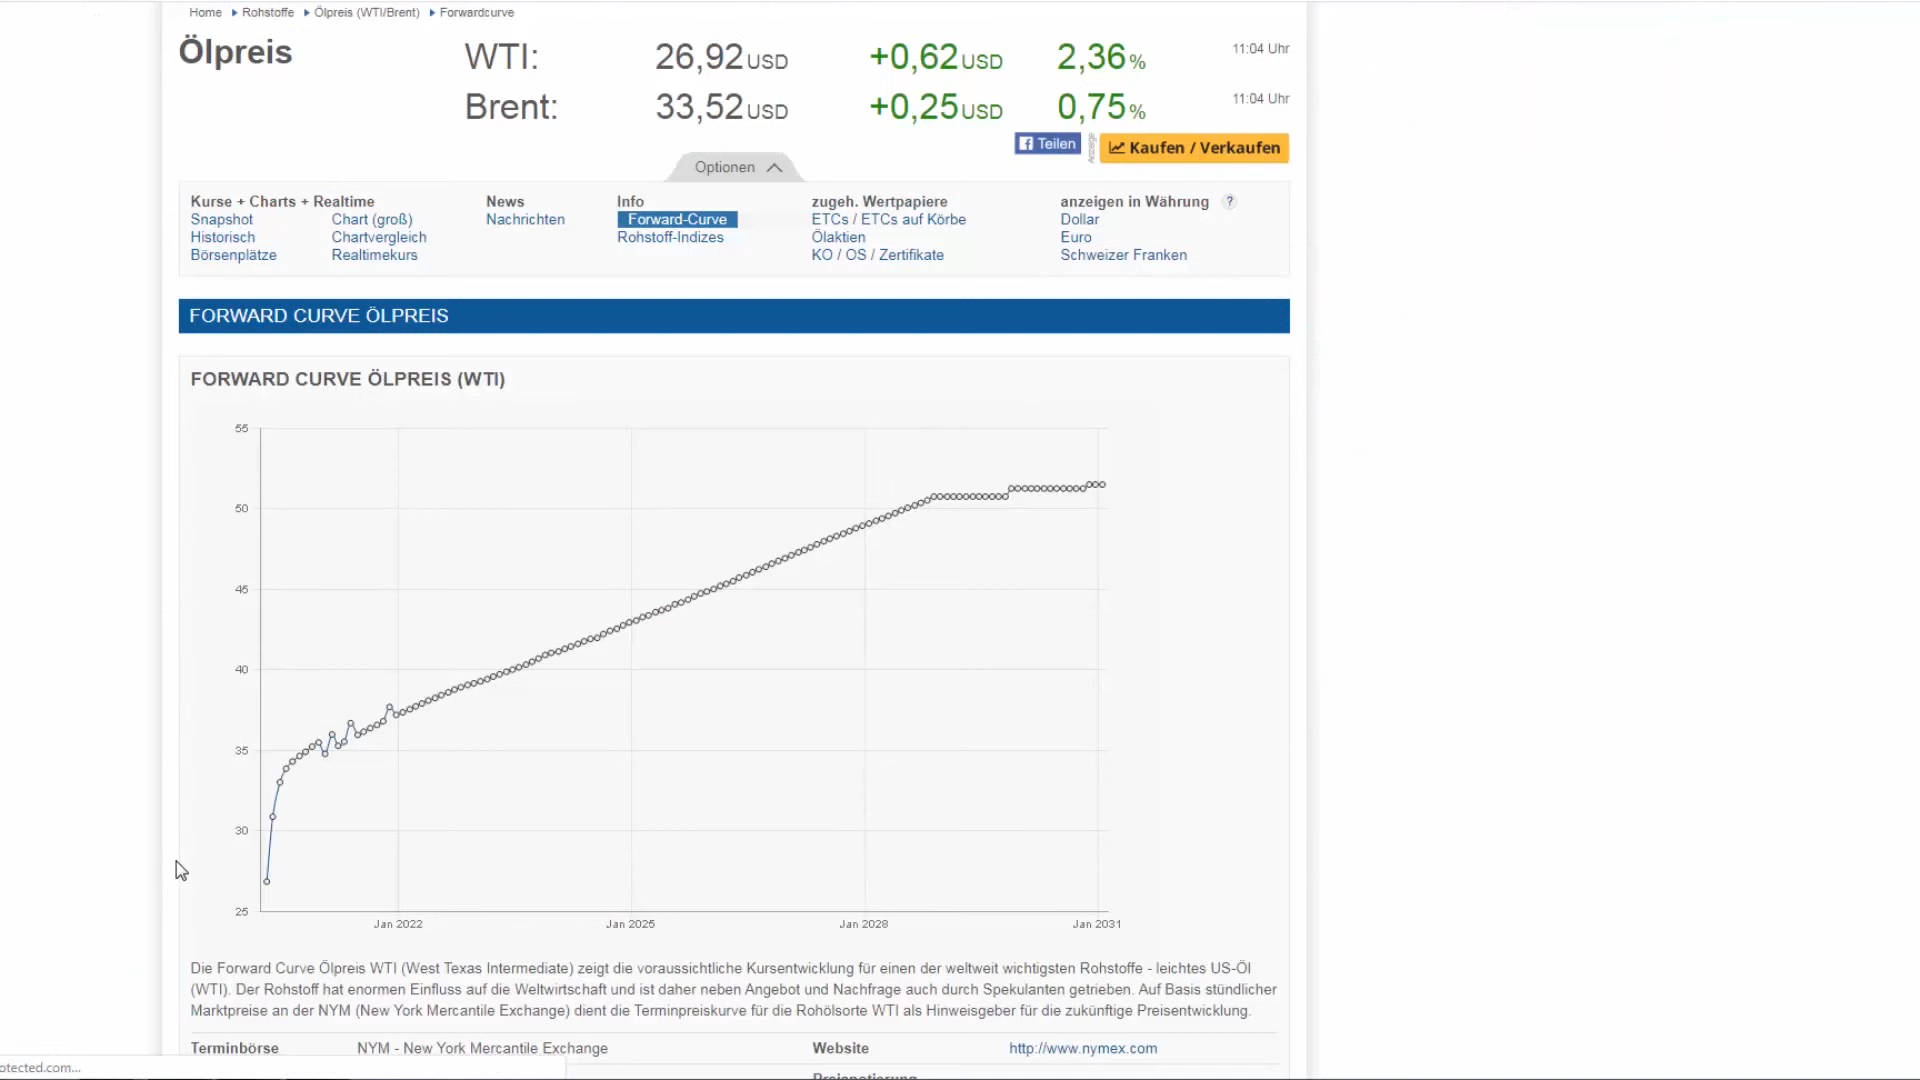 Home Rohstoffe Ölpreis (WTI/Brent) Forwardcurve
Ölpreis
WTI: 26,92 USD +0,62 USD 2,36 % 11:04 Uhr
Brent: 33,52 USD +0,25 USD 0,75 % 11:04 Uhr
Teilen Anzeige Kaufen / Verkaufen
Optionen
Kurse + Charts + Realtime News Info zugeh. Wertpapiere anzeigen in Währung ?
Snapshot Chart (groß) Nachrichten Forward-Curve ETCs / ETCs auf Körbe Dollar
Historisch Chartvergleich Rohstoff-Indizes Ölaktien Euro
Börsenplätze Realtimekurs KO / OS / Zertifikate Schweizer Franken
FORWARD CURVE ÖLPREIS
FORWARD CURVE ÖLPREIS (WTI)
55
50
45
40
35
30
25
Jan 2022 Jan 2025 Jan 2028 Jan 2031
Die Forward Curve Ölpreis WTI (West Texas Intermediate) zeigt die voraussichtliche Kursentwicklung für einen der weltweit wichtigsten Rohstoffe - leichtes US-Öl
(WTI). Der Rohstoff hat enormen Einfluss auf die Weltwirtschaft und ist daher neben Angebot und Nachfrage auch durch Spekulanten getrieben. Auf Basis stündlicher
Marktpreise an der NYM (New York Mercantile Exchange) dient die Terminpreiskurve für die Rohölsorte WTI als Hinweisgeber für die zukünftige Preisentwicklung.
Terminbörse NYM - New York Mercantile Exchange Website http://www.nymex.com
otected.com...